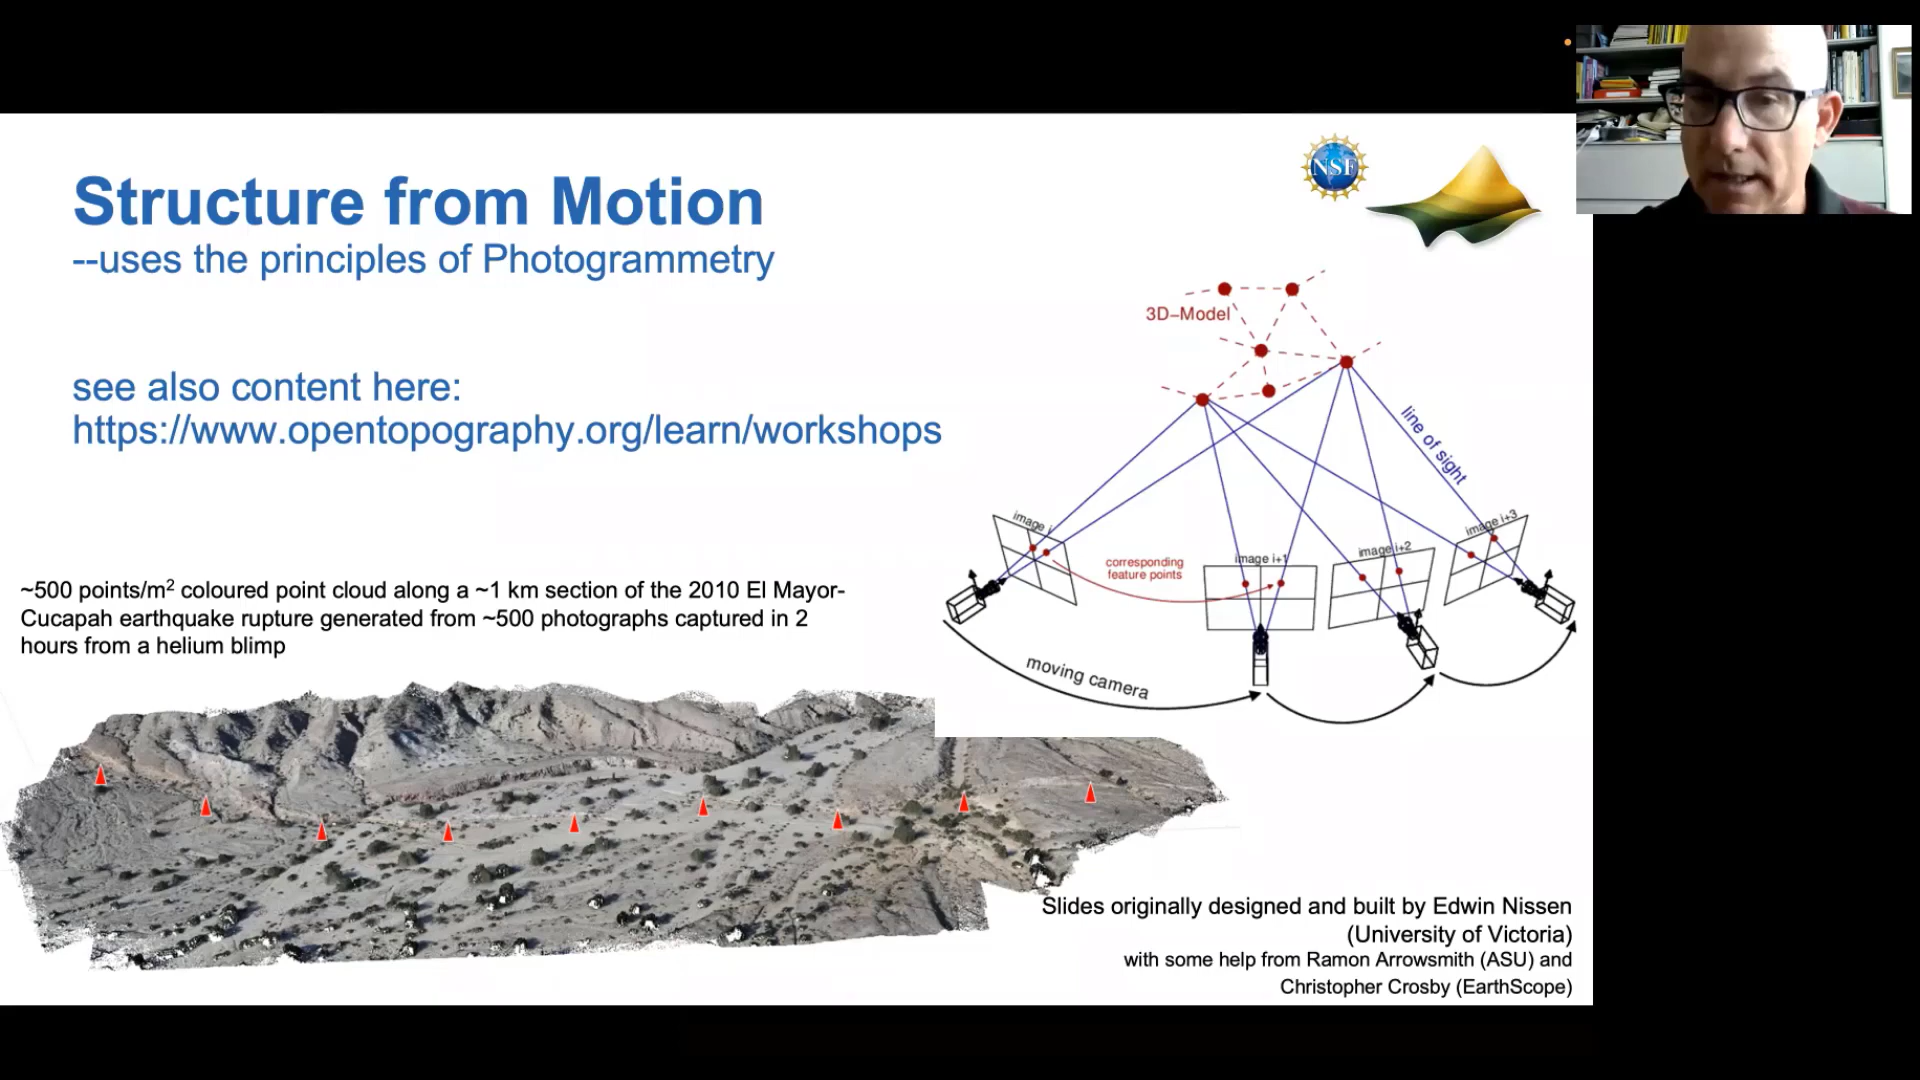 NSF
Structure from Motion
--uses the principles of Photogrammetry
3D–Model
see also content here:
https://www.opentopography.org/learn/workshops
line of sight
image i
image i+1
image i+2
image i+3
corresponding
feature points
moving camera
~500 points/m² coloured point cloud along a ~1 km section of the 2010 El Mayor-
Cucapah earthquake rupture generated from ~500 photographs captured in 2
hours from a helium blimp
Slides originally designed and built by Edwin Nissen
(University of Victoria)
with some help from Ramon Arrowsmith (ASU) and
Christopher Crosby (EarthScope)